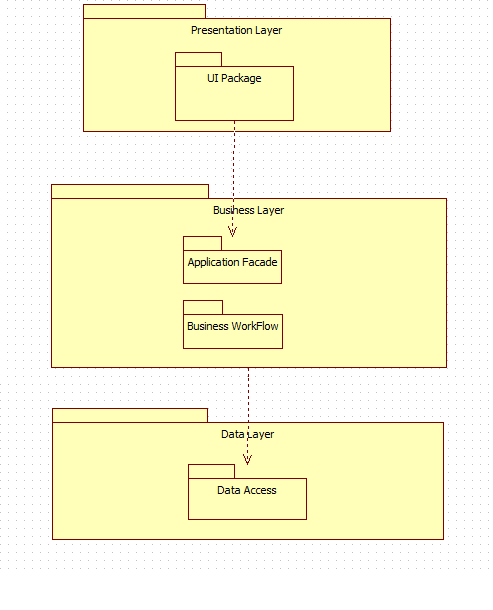 Presentation Layer
UI Package
Business Layer
Application Facade
Business WorkFlow
Data Layer
Data Access